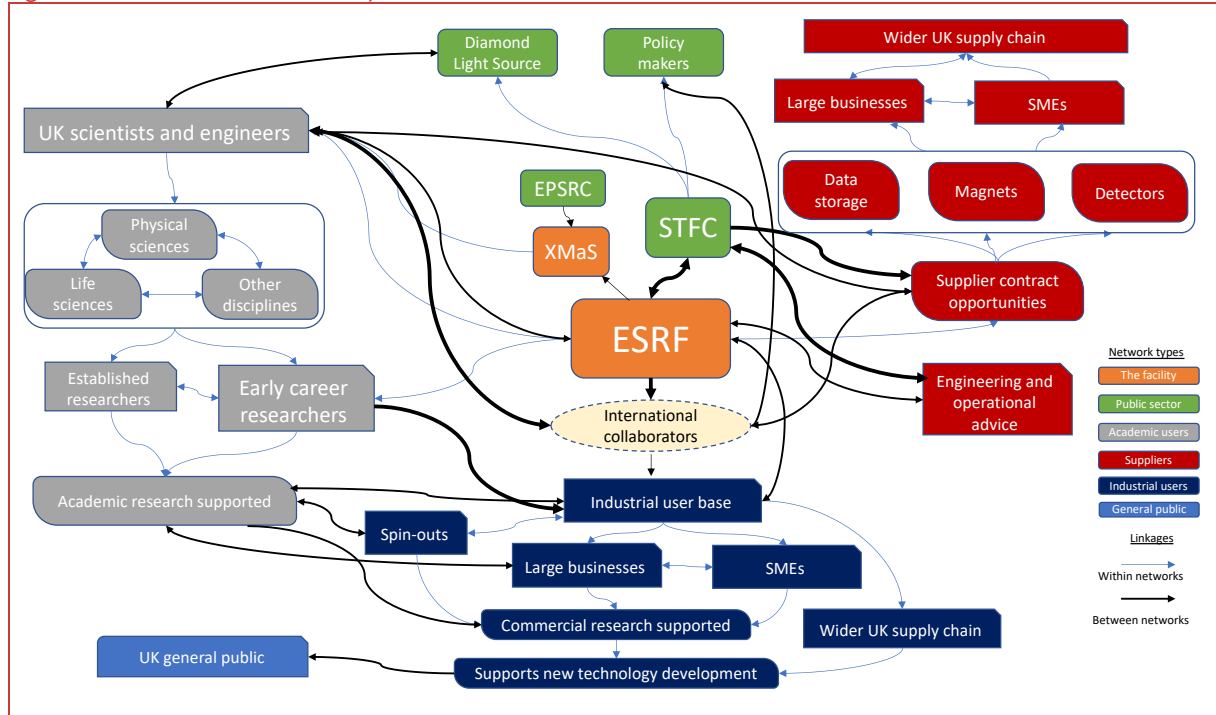 Diamond
Light Source
Policy
makers
Wider UK supply chain
Large businesses
SMEs
UK scientists and engineers
Data
storage
Magnets
Detectors
EPSRC
STFC
XMaS
Physical
sciences
Life
sciences
Other
disciplines
Supplier contract
opportunities
ESRF
Established
researchers
Early career
researchers
International
collaborators
Engineering and
operational
advice
Network types
The facility
Public sector
Academic users
Suppliers
Industrial users
General public
Linkages
Within networks
Between networks
Academic research supported
Industrial user base
Spin-outs
Large businesses
SMEs
Commercial research supported
Wider UK supply chain
UK general public
Supports new technology development